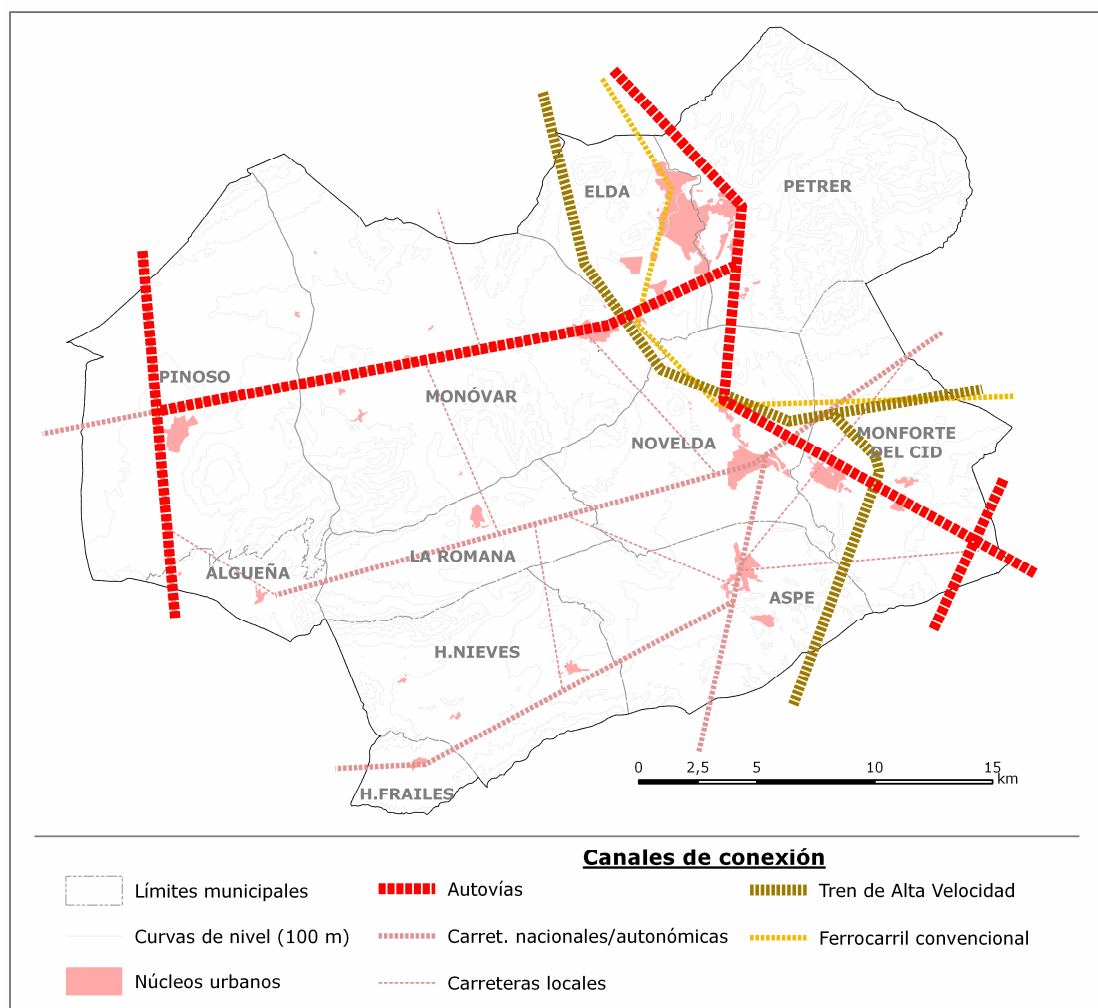 PETRER
ELDA
PINOSO
MONÓVAR
NOVELDA
MONFORTE
DEL CID
LA ROMANA
ALGUEÑA
ASPE
H.NIEVES
H.FRAILES
0 2,5 5 10 15
km
Canales de conexión
Límites municipales
Autovías
Tren de Alta Velocidad
Curvas de nivel (100 m)
Carret. nacionales/autonómicas
Ferrocarril convencional
Núcleos urbanos
Carreteras locales